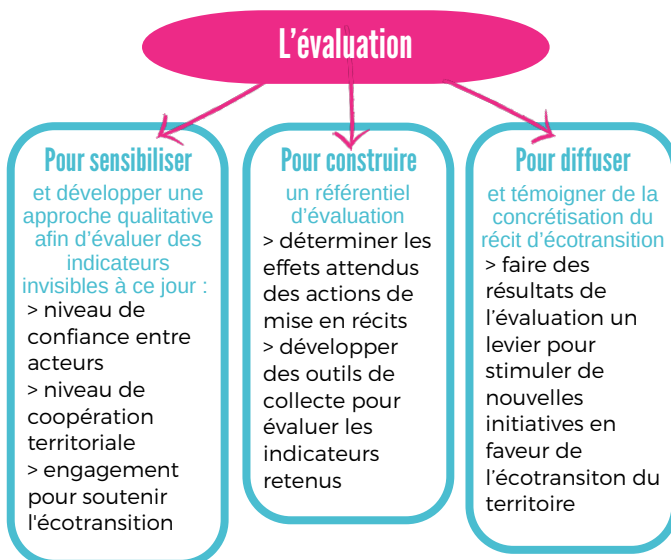 L'évaluation
Pour sensibiliser
et développer une
approche qualitative
afin d'évaluer des
indicateurs
invisibles à ce jour :
> niveau de
confiance entre
acteurs
> niveau de
coopération
territoriale
> engagement
pour soutenir
l'écotransition
Pour construire
un référentiel
d'évaluation
> déterminer les
effets attendus
des actions de
mise en récits
> développer
des outils de
collecte pour
évaluer les
indicateurs
retenus
Pour diffuser
et témoigner de la
concrétisation du
récit d'écotransition
> faire des
résultats de
l'évaluation un
levier pour
stimuler de
nouvelles
initiatives en
faveur de
l'écotransiton du
territoire